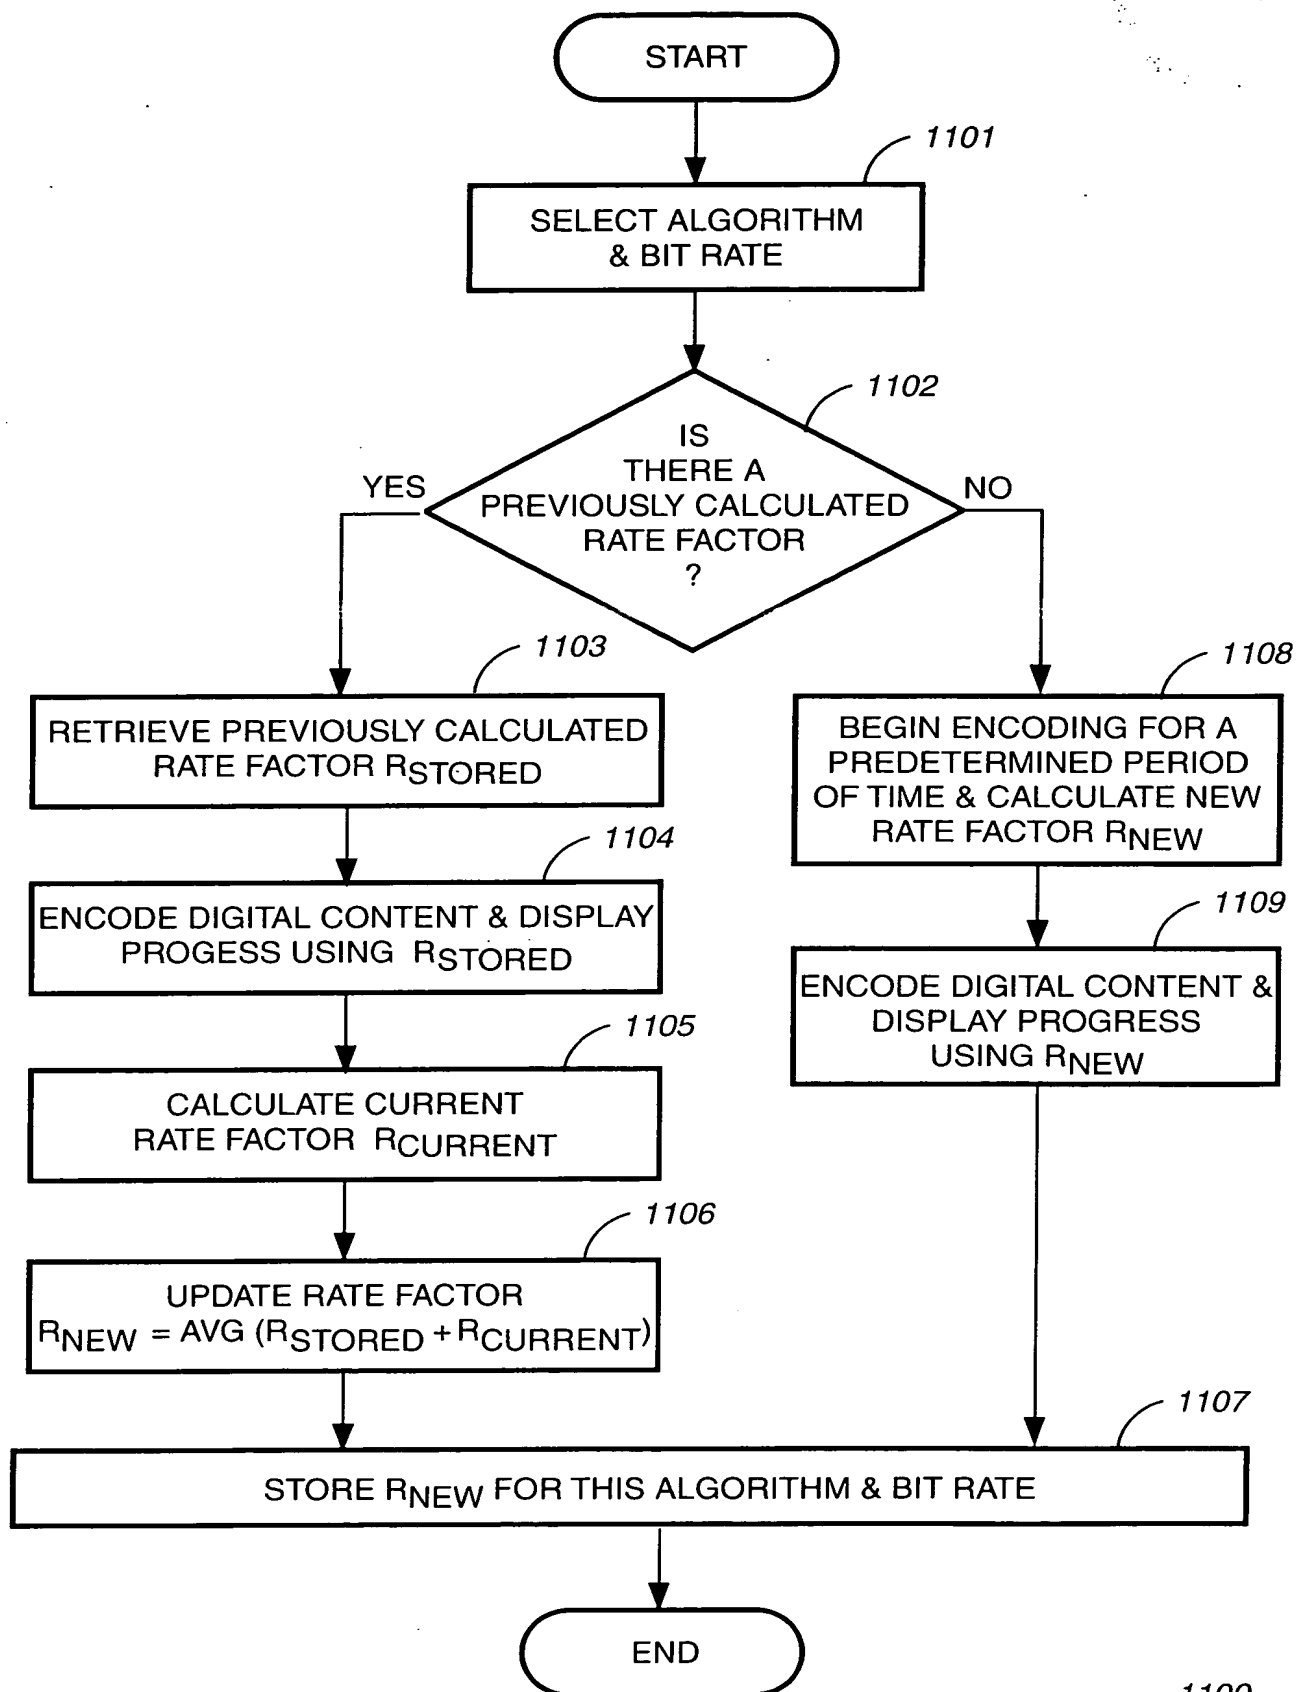 START
1101
SELECT ALGORITHM
& BIT RATE
1102
IS
THERE A
PREVIOUSLY CALCULATED
RATE FACTOR
?
YES
NO
1103
RETRIEVE PREVIOUSLY CALCULATED
RATE FACTOR RSTORED
1108
BEGIN ENCODING FOR A
PREDETERMINED PERIOD
OF TIME & CALCULATE NEW
RATE FACTOR RNEW
1104
ENCODE DIGITAL CONTENT & DISPLAY
PROGESS USING RSTORED
1109
ENCODE DIGITAL CONTENT &
DISPLAY PROGRESS
USING RNEW
1105
CALCULATE CURRENT
RATE FACTOR RCURRENT
1106
UPDATE RATE FACTOR
RNEW = AVG (RSTORED + RCURRENT)
1107
STORE RNEW FOR THIS ALGORITHM & BIT RATE
END